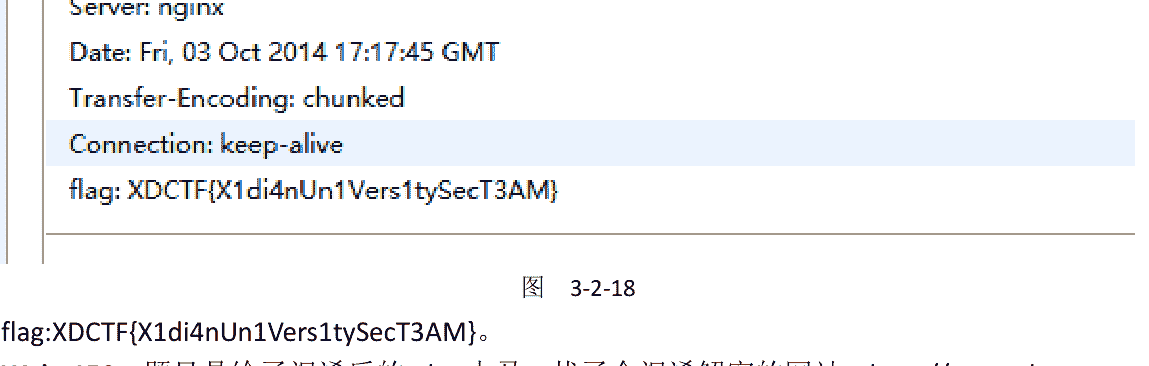 Server: nginx
Date: Fri, 03 Oct 2014 17:17:45 GMT
Transfer-Encoding: chunked
Connection: keep-alive
flag: XDCTF{X1di4nUn1Vers1tySecT3AM}
图 3-2-18
flag:XDCTF{X1di4nUn1Vers1tySecT3AM}。